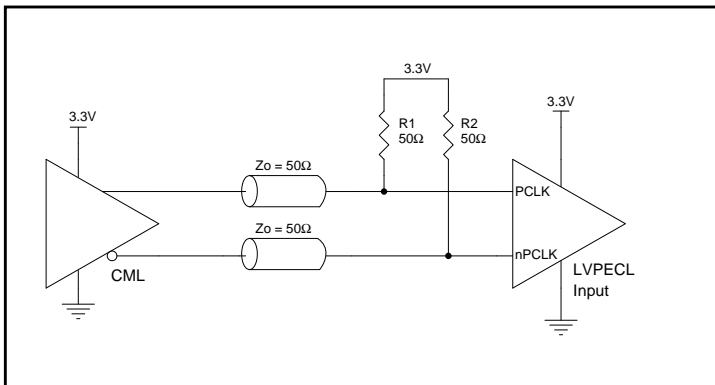 3.3V
3.3V
3.3V
R1
50Ω
R2
50Ω
Zo = 50Ω
PCLK
Zo = 50Ω
nPCLK
CML
LVPECL
Input